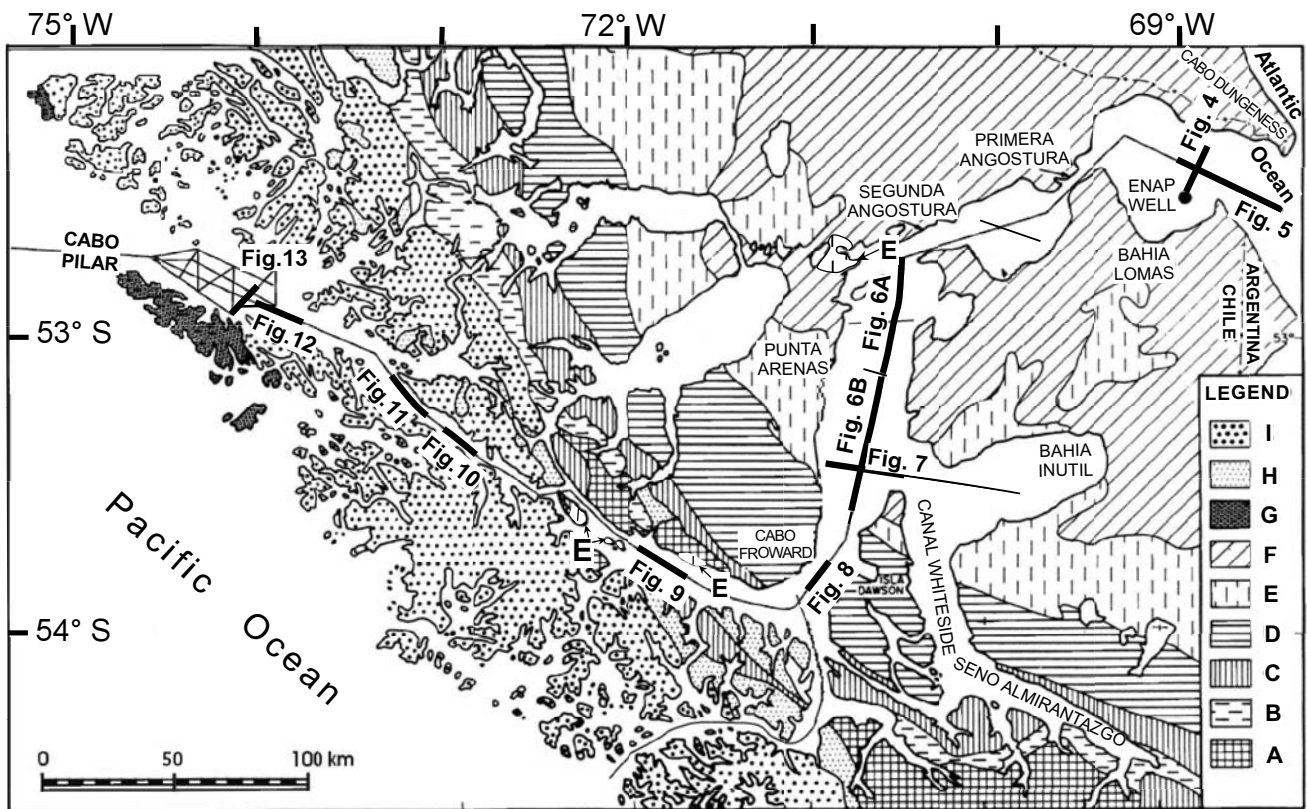 75° W
72° W
69° W
Atlantic
Ocean
CABO DUNGENESS
Fig. 4
PRIMERA
ANGOSTURA
SEGUNDA
ANGOSTURA
ENAP
WELL
Fig. 5
CABO
PILAR
Fig.13
E
BAHIA
LOMAS
ARGENTINA
CHILE
Fig. 6A
Fig. 12
53° S
53°
PUNTA
ARENAS
Fig. 6B
Fig.11
Fig. 10
Fig. 7
BAHIA
INUTIL
Pacific
Ocean
CABO
FROWARD
CANAL WHITESIDE
E
Fig. 9
E
Fig. 8
ISLA
DAWSON
54° S
SENO ALMIRANTAZGO
LEGEND
I
H
G
F
E
D
C
B
A
0 50 100 km